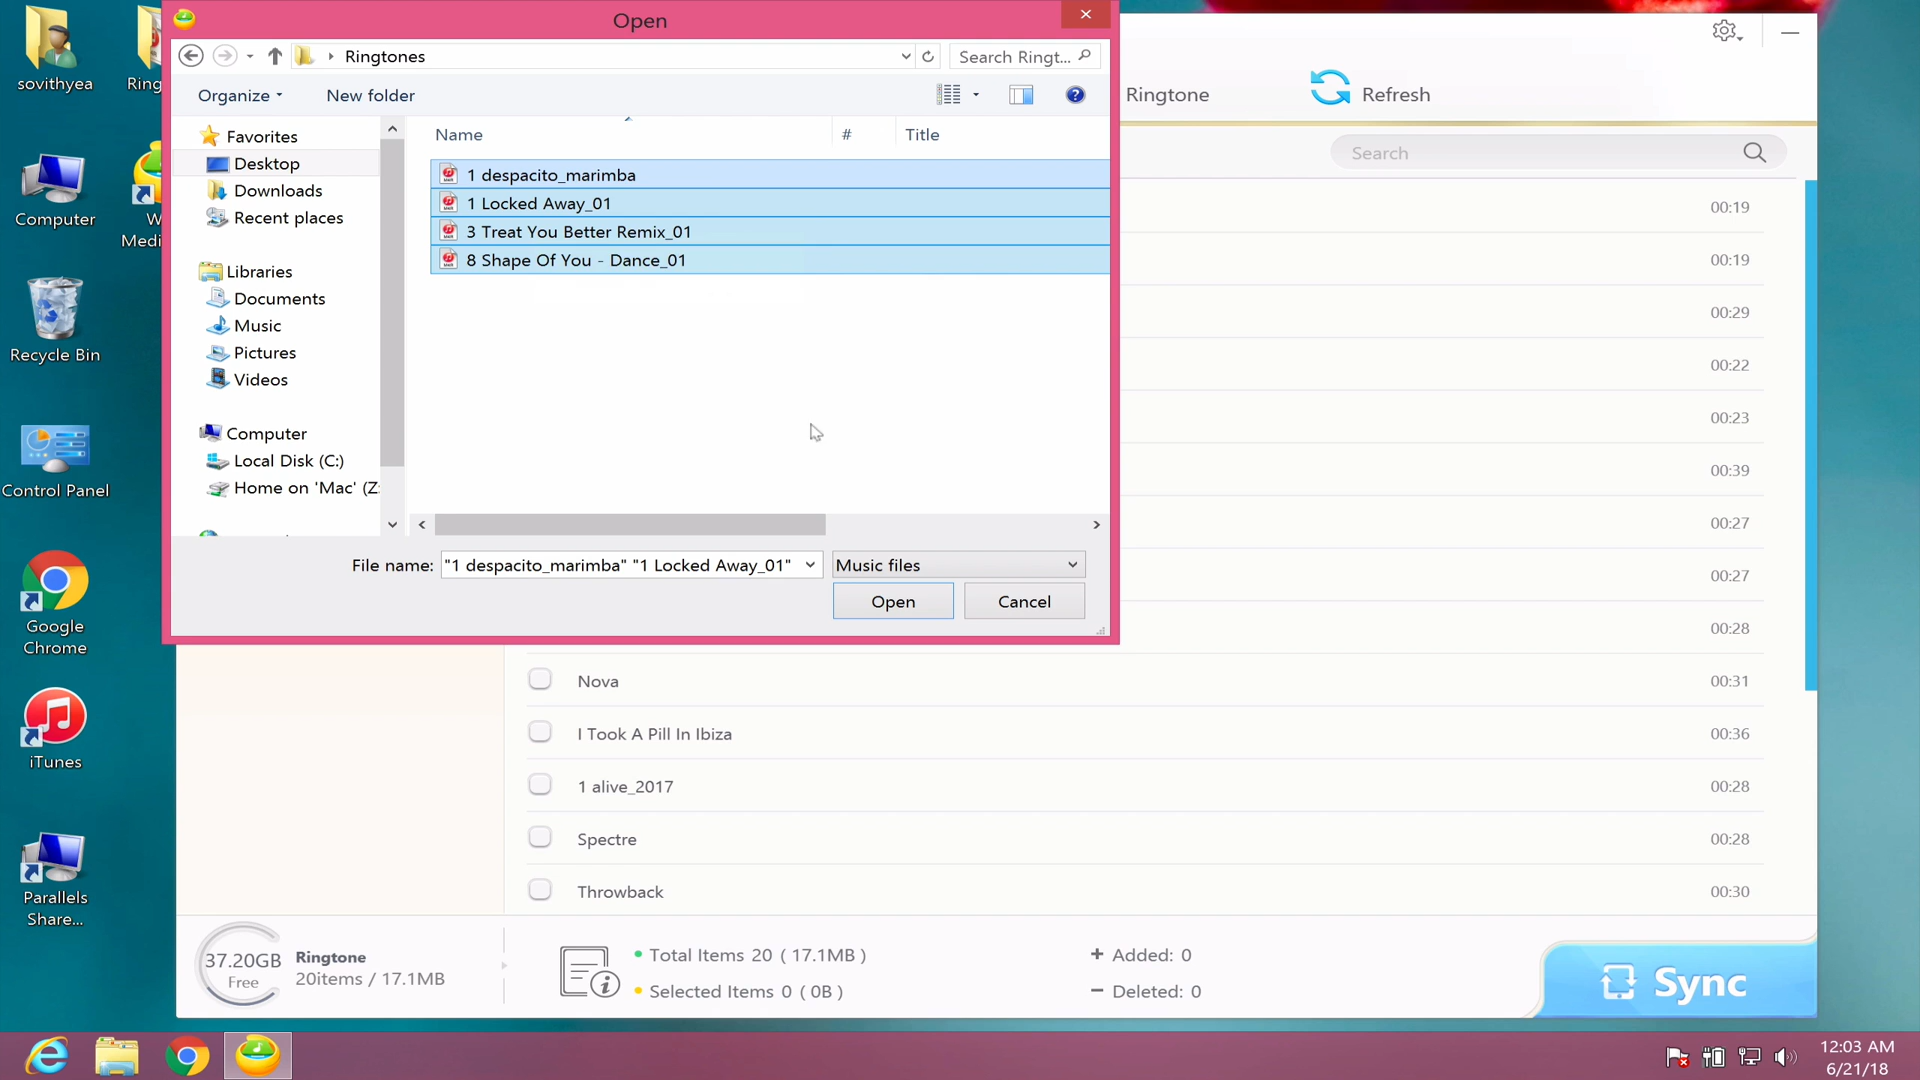 sovithyea
Ring
Computer
W
Medi
Recycle Bin
Control Panel
Google
Chrome
iTunes
Parallels
Share...
Open
Ringtones
Search Ringt...
Organize
New folder
Favorites
Desktop
Downloads
Recent places
Libraries
Documents
Music
Pictures
Videos
Computer
Local Disk (C:)
Home on 'Mac' (Z:
Name
#
Title
1 despacito_marimba
1 Locked Away_01
3 Treat You Better Remix_01
8 Shape Of You - Dance_01
File name:
"1 despacito_marimba" "1 Locked Away_01"
Music files
Open
Cancel
Ringtone
Refresh
Search
00:19
00:19
00:29
00:22
00:23
00:39
00:27
00:27
00:28
Nova 00:31
I Took A Pill In Ibiza 00:36
1 alive_2017 00:28
Spectre 00:28
Throwback 00:30
37.20GB
Free
Ringtone
20items / 17.1MB
Total Items 20 ( 17.1MB )
Selected Items 0 ( 0B )
+ Added: 0
− Deleted: 0
Sync
12:03 AM
6/21/18